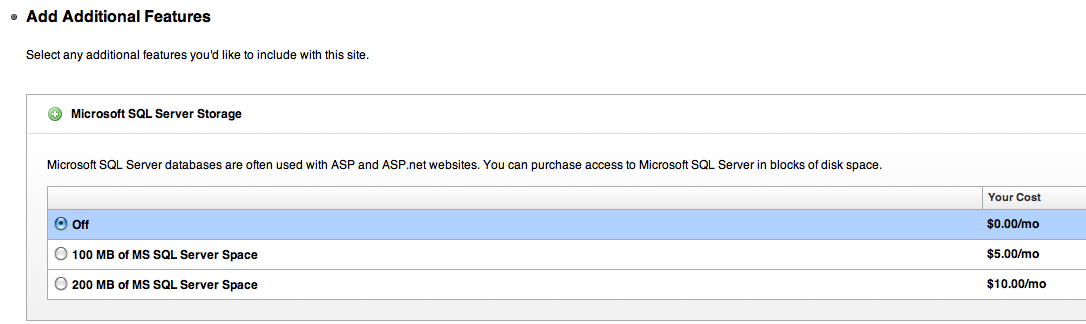 Add Additional Features
Select any additional features you'd like to include with this site.
Microsoft SQL Server Storage
Microsoft SQL Server databases are often used with ASP and ASP.net websites. You can purchase access to Microsoft SQL Server in blocks of disk space.
Your Cost
Off $0.00/mo
100 MB of MS SQL Server Space $5.00/mo
200 MB of MS SQL Server Space $10.00/mo